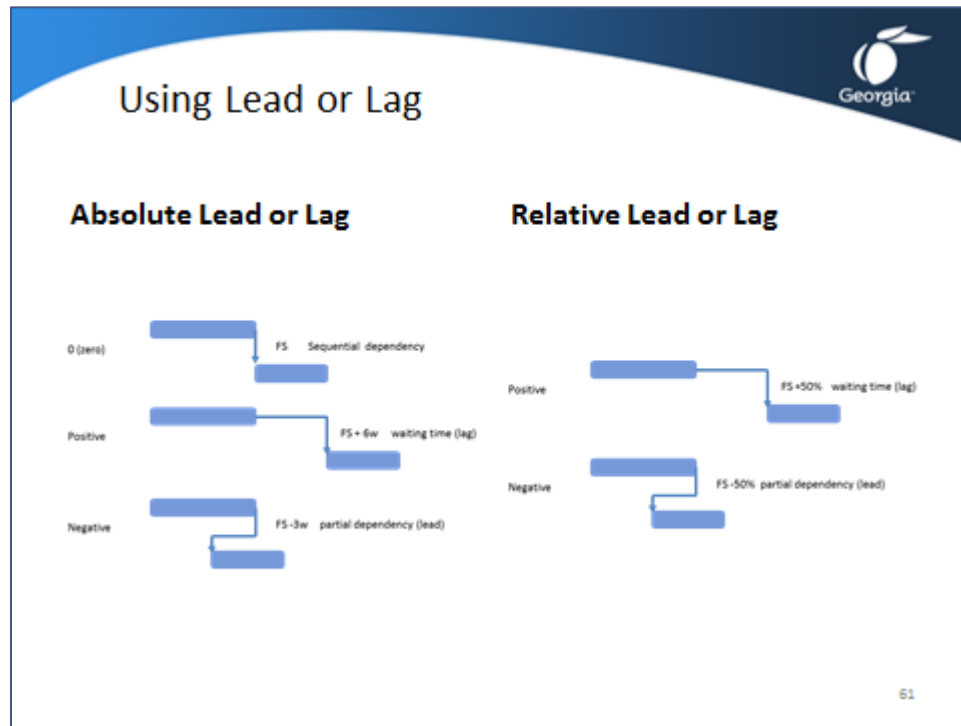 Georgia™
Using Lead or Lag
Absolute Lead or Lag
0 (zero)
FS Sequential dependency
Positive
FS + 6w waiting time (lag)
Negative
FS -3w partial dependency (lead)
Relative Lead or Lag
Positive
FS +50% waiting time (lag)
Negative
FS -50% partial dependency (lead)
61